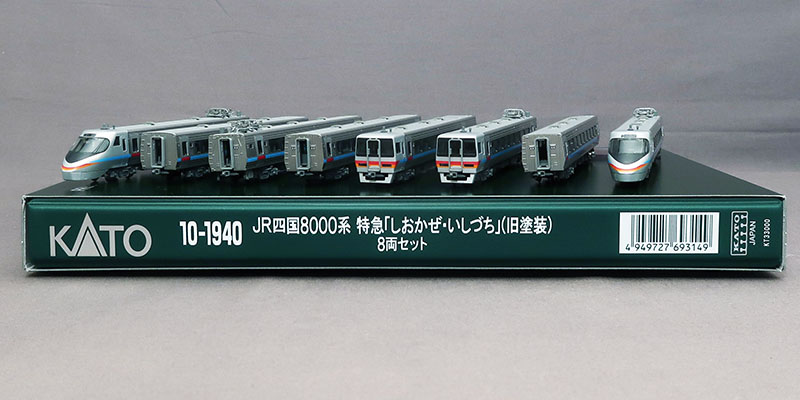 KATO
10-1940
JR四国8000系 特急「しおかぜ・いしづち」(旧塗装)
8両セット
4 949727 693149
KATO
JAPAN
KT33000